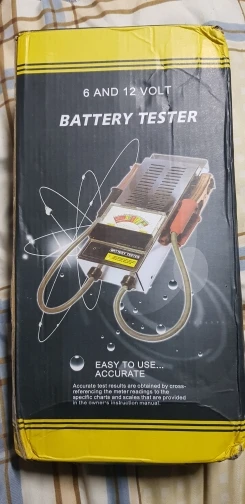 6 AND 12 VOLT
BATTERY TESTER
BATTERY TESTER
EASY TO USE...
ACCURATE
Accurate test results are obtained by cross-
referencing the meter readings to the
specific charts and scales that are provided
in the owner's instruction manual.